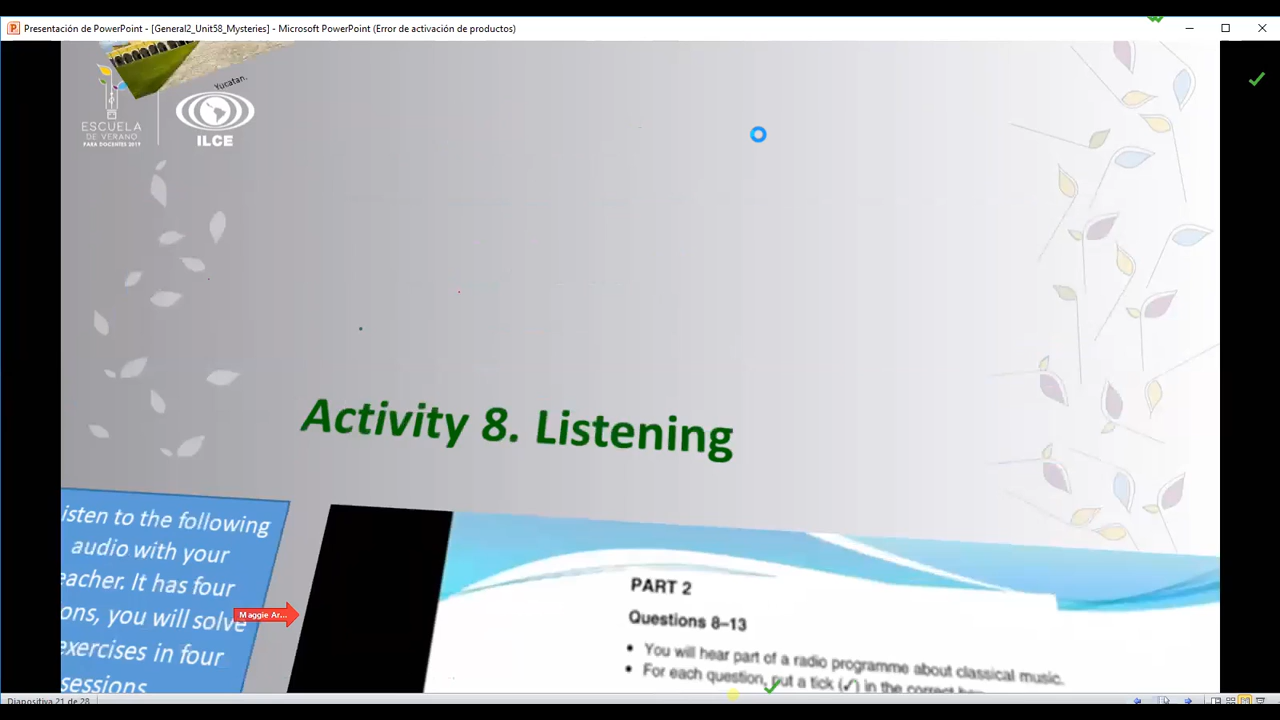 Presentación de PowerPoint - [General2_Unit58_Mysteries] - Microsoft PowerPoint (Error de activación de productos)
Yucatan.
ESCUELA
DE VERANO
PARA DOCENTES 2019
ILCE
Activity 8. Listening
isten to the following
audio with your
eacher. It has four
ons, you will solve
exercises in four
sessions
Maggie Ar...
PART 2
Questions 8–13
• You will hear part of a radio programme about classical music.
• For each question, put a tick (✓) in the correct
Diapositiva 21 de 28